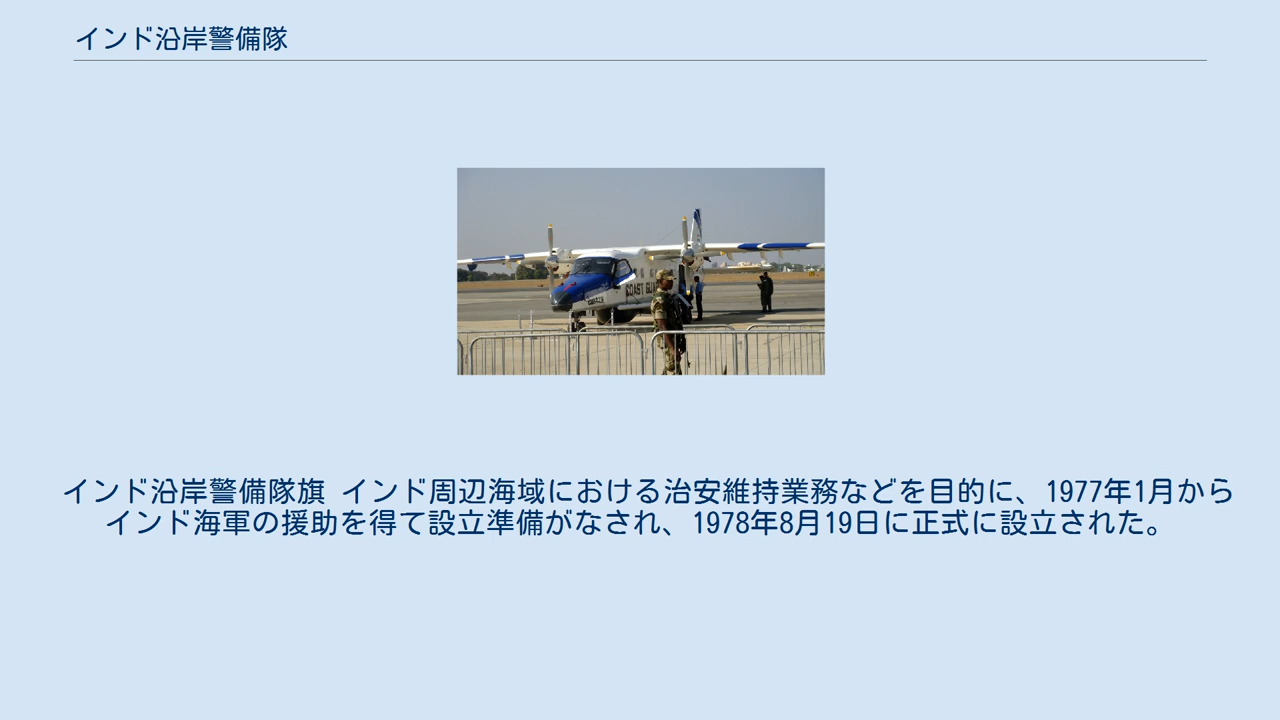 インド沿岸警備隊
インド沿岸警備隊旗 インド周辺海域における治安維持業務などを目的に、1977年1月から
インド海軍の援助を得て設立準備がなされ、1978年8月19日に正式に設立された。